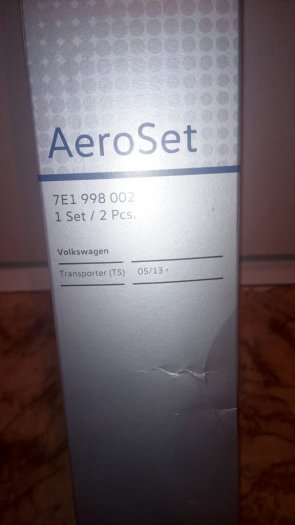 AeroSet
7E1 998 002
1 Set / 2 Pcs.
Volkswagen
Transporter (T5) 05/13 ›